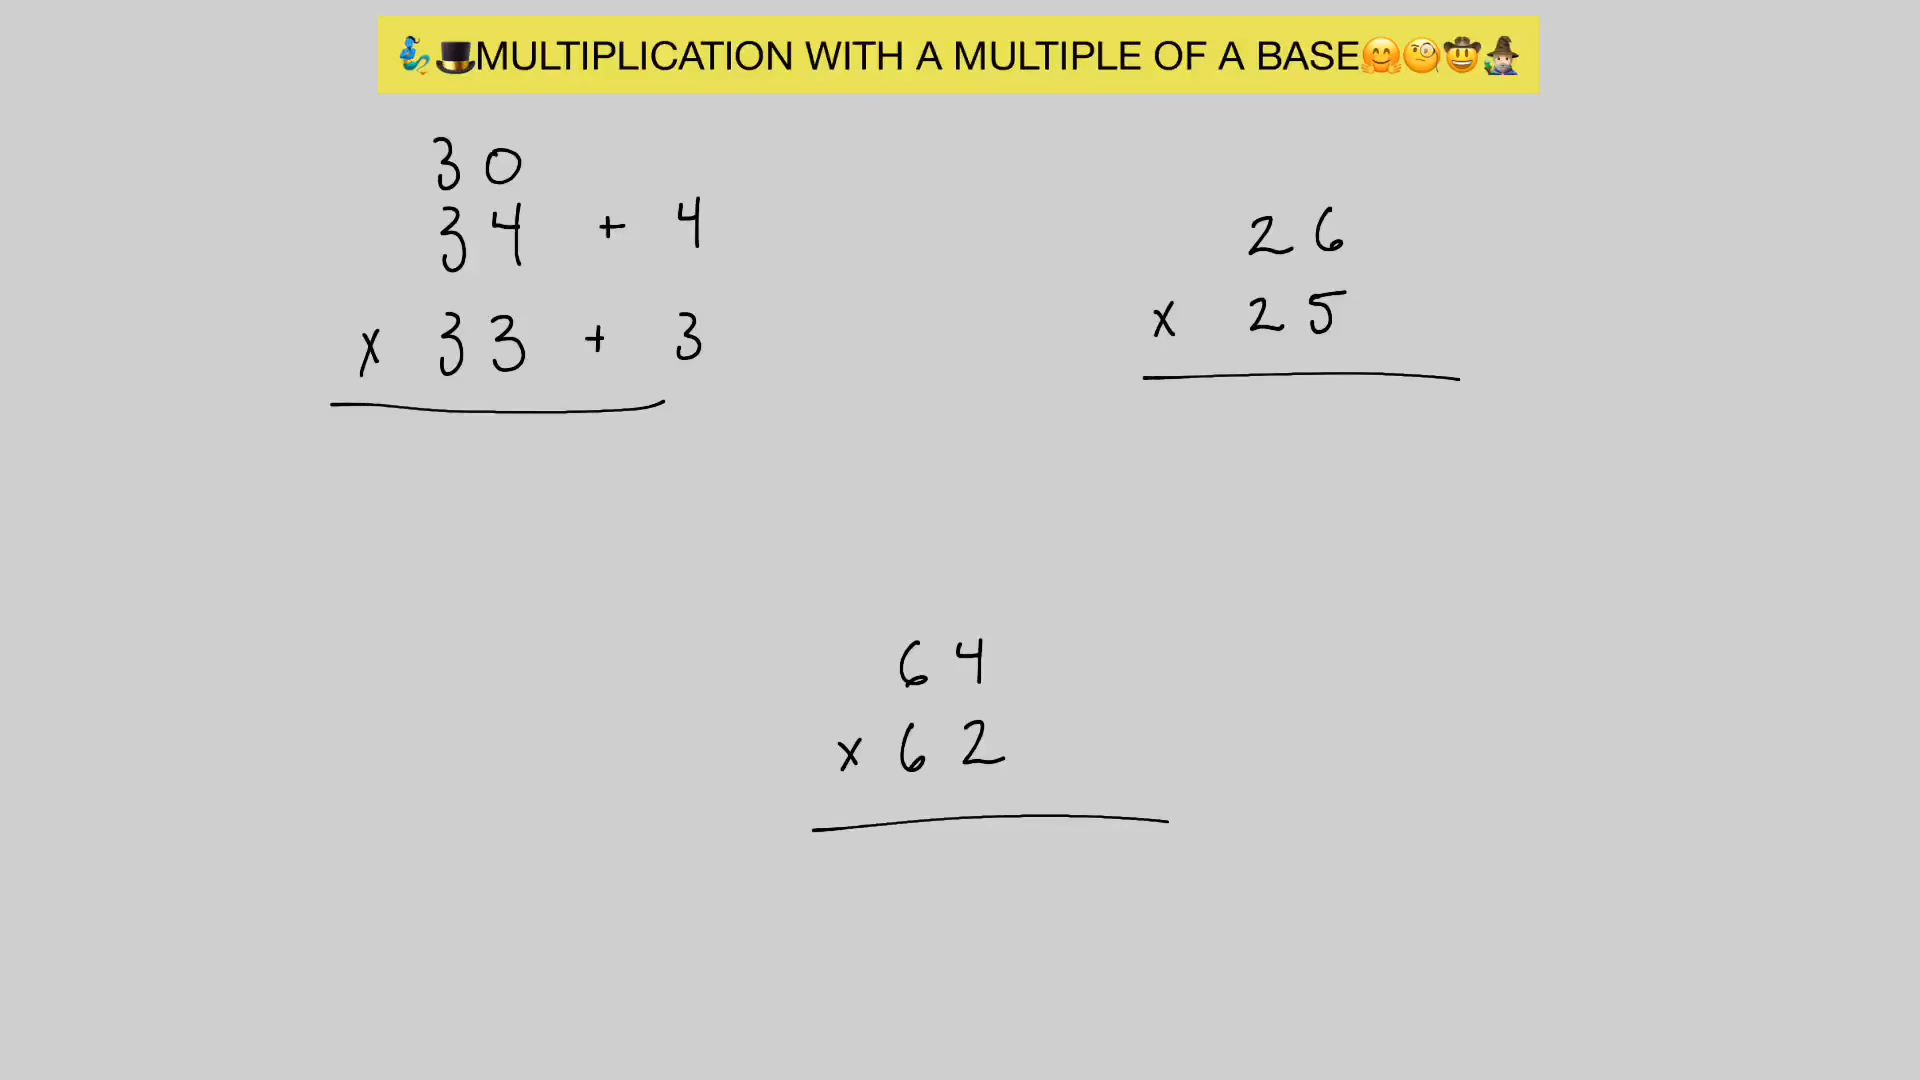 🧞‍♂️🎩MULTIPLICATION WITH A MULTIPLE OF A BASE🤗🧐🤠🧙‍♂️
30
34 + 4
x 33 + 3
26
x 25
64
x 62